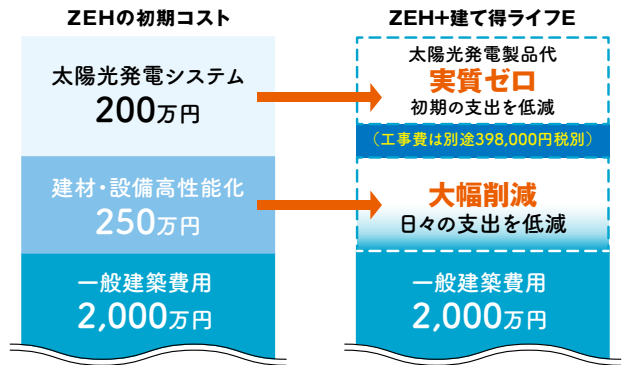 ZEHの初期コスト
太陽光発電システム
200万円
建材・設備高性能化
250万円
一般建築費用
2,000万円
ZEH+建て得ライフE
太陽光発電製品代
実質ゼロ
初期の支出を低減
（工事費は別途398,000円税別）
大幅削減
日々の支出を低減
一般建築費用
2,000万円